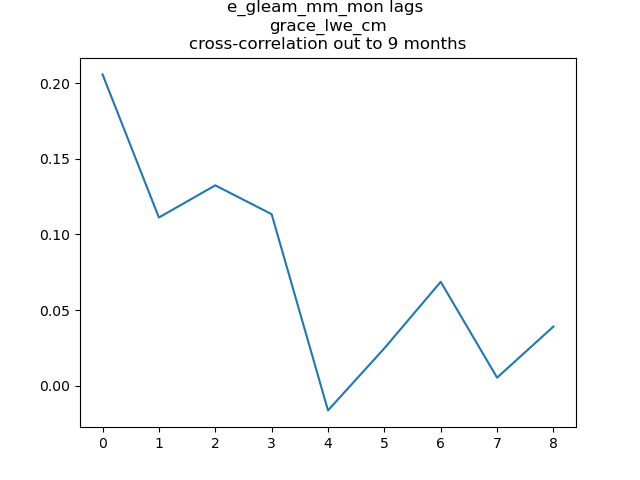 e_gleam_mm_mon lags
grace_lwe_cm
cross-correlation out to 9 months
0.20
0.15
0.10
0.05
0.00
0 1 2 3 4 5 6 7 8